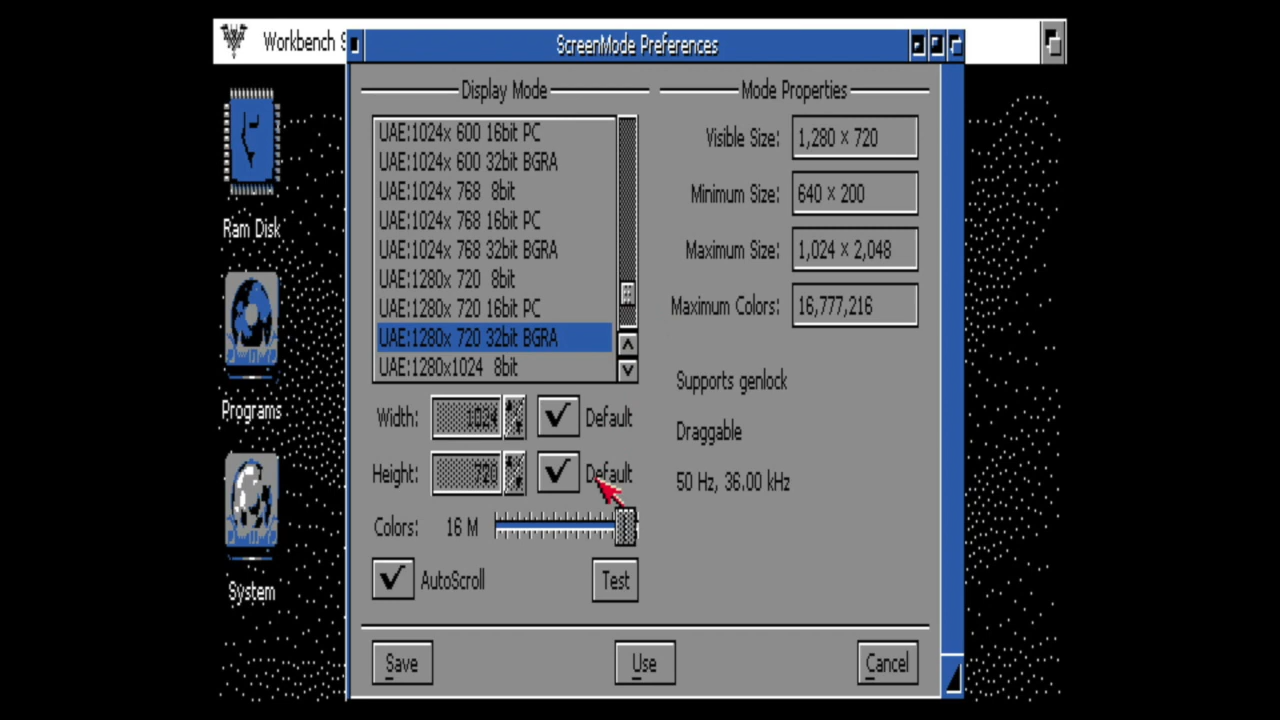 Workbench S
ScreenMode Preferences
Display Mode
UAE:1024x 600 16bit PC
UAE:1024x 600 32bit BGRA
UAE:1024x 768 8bit
UAE:1024x 768 16bit PC
UAE:1024x 768 32bit BGRA
UAE:1280x 720 8bit
UAE:1280x 720 16bit PC
UAE:1280x 720 32bit BGRA
UAE:1280x1024 8bit
Width: 1024 Default
Height: 720 Default
Colors: 16 M
AutoScroll
Test
Mode Properties
Visible Size: 1,280 × 720
Minimum Size: 640 × 200
Maximum Size: 1,024 × 2,048
Maximum Colors: 16,777,216
Supports genlock
Draggable
50 Hz, 36.00 kHz
Save Use Cancel
Ram Disk
Programs
System